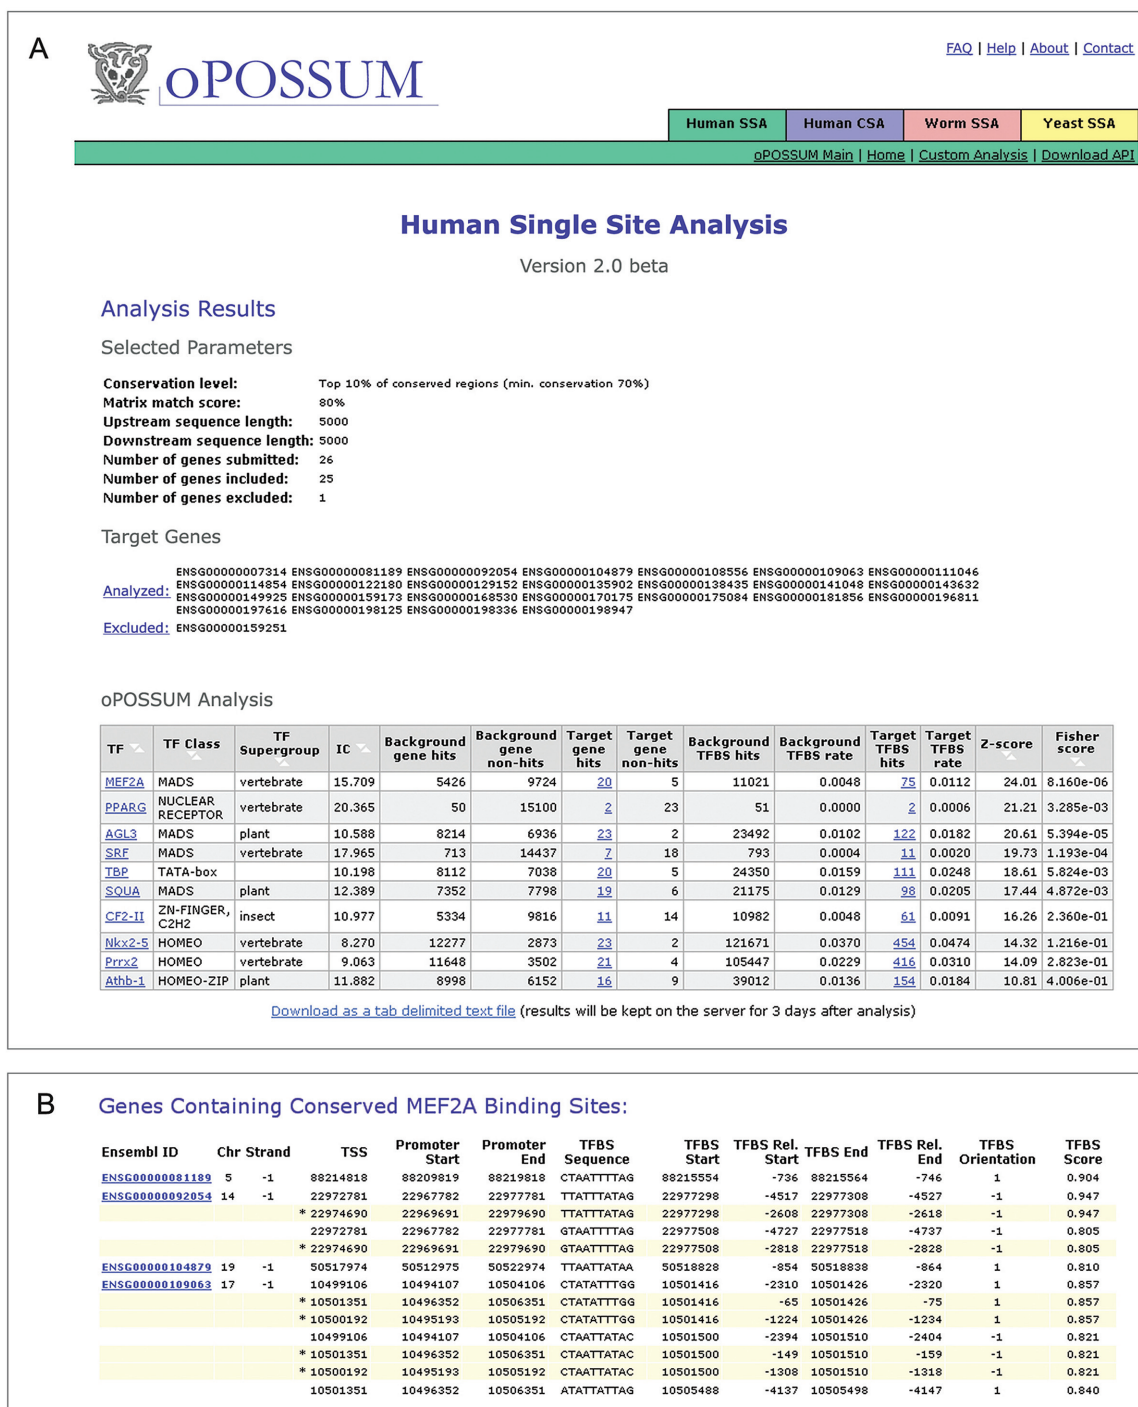 A
FAQ | Help | About | Contact
oPOSSUM
Human SSA Human CSA Worm SSA Yeast SSA
oPOSSUM Main | Home | Custom Analysis | Download API
Human Single Site Analysis
Version 2.0 beta
Analysis Results
Selected Parameters
Conservation level: Top 10% of conserved regions (min. conservation 70%)
Matrix match score: 80%
Upstream sequence length: 5000
Downstream sequence length: 5000
Number of genes submitted: 26
Number of genes included: 25
Number of genes excluded: 1
Target Genes
Analyzed:
ENSG00000007314 ENSG00000081189 ENSG00000092054 ENSG00000104879 ENSG00000108556 ENSG00000109063 ENSG00000111046
ENSG00000114854 ENSG00000122180 ENSG00000129152 ENSG00000135902 ENSG00000138435 ENSG00000141048 ENSG00000143632
ENSG00000149925 ENSG00000159173 ENSG00000168530 ENSG00000170175 ENSG00000175084 ENSG00000181856 ENSG00000196811
ENSG00000197616 ENSG00000198125 ENSG00000198336 ENSG00000198947
Excluded: ENSG00000159251
oPOSSUM Analysis
TF TF Class TF Supergroup IC Background gene hits Background gene non-hits Target gene hits Target gene non-hits Background TFBS hits Background TFBS rate Target TFBS hits Target TFBS rate Z-score Fisher score
MEF2A MADS vertebrate 15.709 5426 9724 20 5 11021 0.0048 75 0.0112 24.01 8.160e-06
PPARG NUCLEAR RECEPTOR vertebrate 20.365 50 15100 2 23 51 0.0000 2 0.0006 21.21 3.285e-03
AGL3 MADS plant 10.588 8214 6936 23 2 23492 0.0102 122 0.0182 20.61 5.394e-05
SRF MADS vertebrate 17.965 713 14437 7 18 793 0.0004 11 0.0020 19.73 1.193e-04
TBP TATA-box 10.198 8112 7038 20 5 24350 0.0159 111 0.0248 18.61 5.824e-03
SQUA MADS plant 12.389 7352 7798 19 6 21175 0.0129 98 0.0205 17.44 4.872e-03
CF2-II ZN-FINGER, C2H2 insect 10.977 5334 9816 11 14 10982 0.0048 61 0.0091 16.26 2.360e-01
Nkx2-5 HOMEO vertebrate 8.270 12277 2873 23 2 121671 0.0370 454 0.0474 14.32 1.216e-01
Prrx2 HOMEO vertebrate 9.063 11648 3502 21 4 105447 0.0229 416 0.0310 14.09 2.823e-01
Athb-1 HOMEO-ZIP plant 11.882 8998 6152 16 9 39012 0.0136 154 0.0184 10.81 4.006e-01
Download as a tab delimited text file (results will be kept on the server for 3 days after analysis)
B
Genes Containing Conserved MEF2A Binding Sites:
Ensembl ID Chr Strand TSS Promoter Start Promoter End TFBS Sequence TFBS Start TFBS Rel. Start TFBS End TFBS Rel. End TFBS Orientation TFBS Score
ENSG00000081189 5 -1 88214818 88209819 88219818 CTAATTTTAG 88215554 -736 88215564 -746 1 0.904
ENSG00000092054 14 -1 22972781 22967782 22977781 TTATTTATAG 22977298 -4517 22977308 -4527 -1 0.947
* 22974690 22969691 22979690 TTATTTATAG 22977298 -2608 22977308 -2618 -1 0.947
22972781 22967782 22977781 GTAATTTTAG 22977508 -4727 22977518 -4737 -1 0.805
* 22974690 22969691 22979690 GTAATTTTAG 22977508 -2818 22977518 -2828 -1 0.805
ENSG00000104879 19 -1 50517974 50512975 50522974 TTAATTATAA 50518828 -854 50518838 -864 1 0.810
ENSG00000109063 17 -1 10499106 10494107 10504106 CTATATTTGG 10501416 -2310 10501426 -2320 1 0.857
* 10501351 10496352 10506351 CTATATTTGG 10501416 -65 10501426 -75 1 0.857
* 10500192 10495193 10505192 CTATATTTGG 10501416 -1224 10501426 -1234 1 0.857
10499106 10494107 10504106 CTAATTATAC 10501500 -2394 10501510 -2404 -1 0.821
* 10501351 10496352 10506351 CTAATTATAC 10501500 -149 10501510 -159 -1 0.821
* 10500192 10495193 10505192 CTAATTATAC 10501500 -1308 10501510 -1318 -1 0.821
10501351 10496352 10506351 ATATTATTAG 10505488 -4137 10505498 -4147 1 0.840